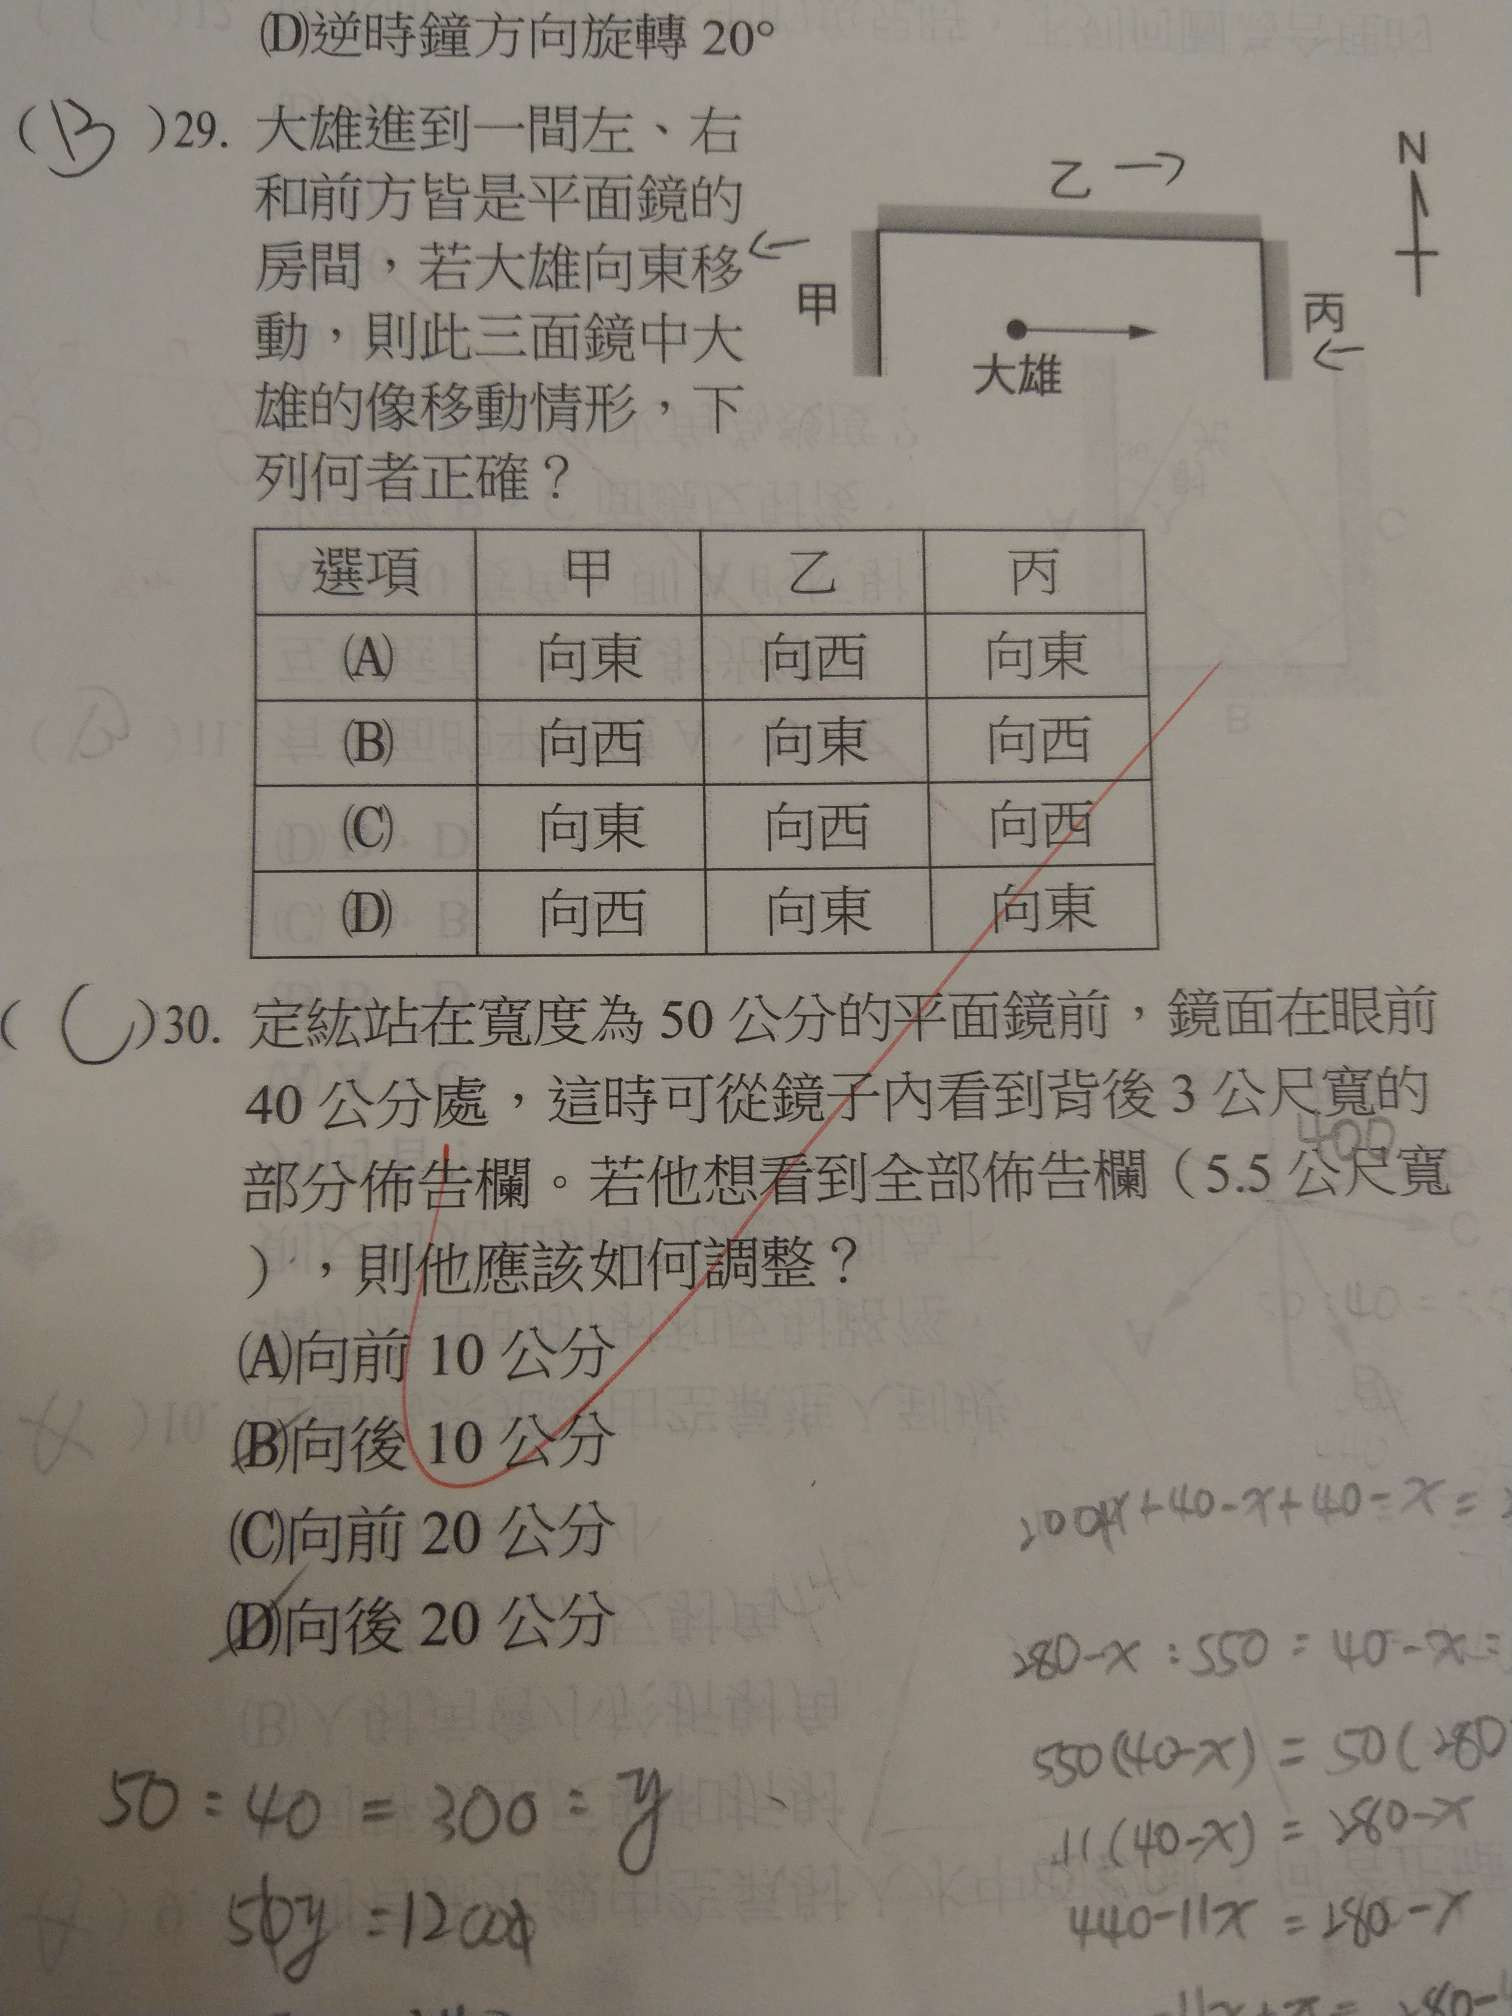 (D)逆時鐘方向旋轉 20°
( B )29. 大雄進到一間左、右
和前方皆是平面鏡的
房間，若大雄向東移
動，則此三面鏡中大
雄的像移動情形，下
列何者正確？
乙 →
N
←
甲
丙
←
大雄
選項 甲 乙 丙
(A) 向東 向西 向東
(B) 向西 向東 向西
(C) 向東 向西 向西
(D) 向西 向東 向東
( C )30. 定紘站在寬度為 50 公分的平面鏡前，鏡面在眼前
40 公分處，這時可從鏡子內看到背後 3 公尺寬的
400
部分佈告欄。若他想看到全部佈告欄（5.5 公尺寬
），則他應該如何調整？
(A)向前 10 公分
(B)向後 10 公分
(C)向前 20 公分
(D)向後 20 公分
+40-x+40-x =
280-x : 550 = 40-x =
550(40-x) = 50(280
11(40-x) = 280-x
440-11x = 280-x
50 : 40 = 300 : y
50y = 12000